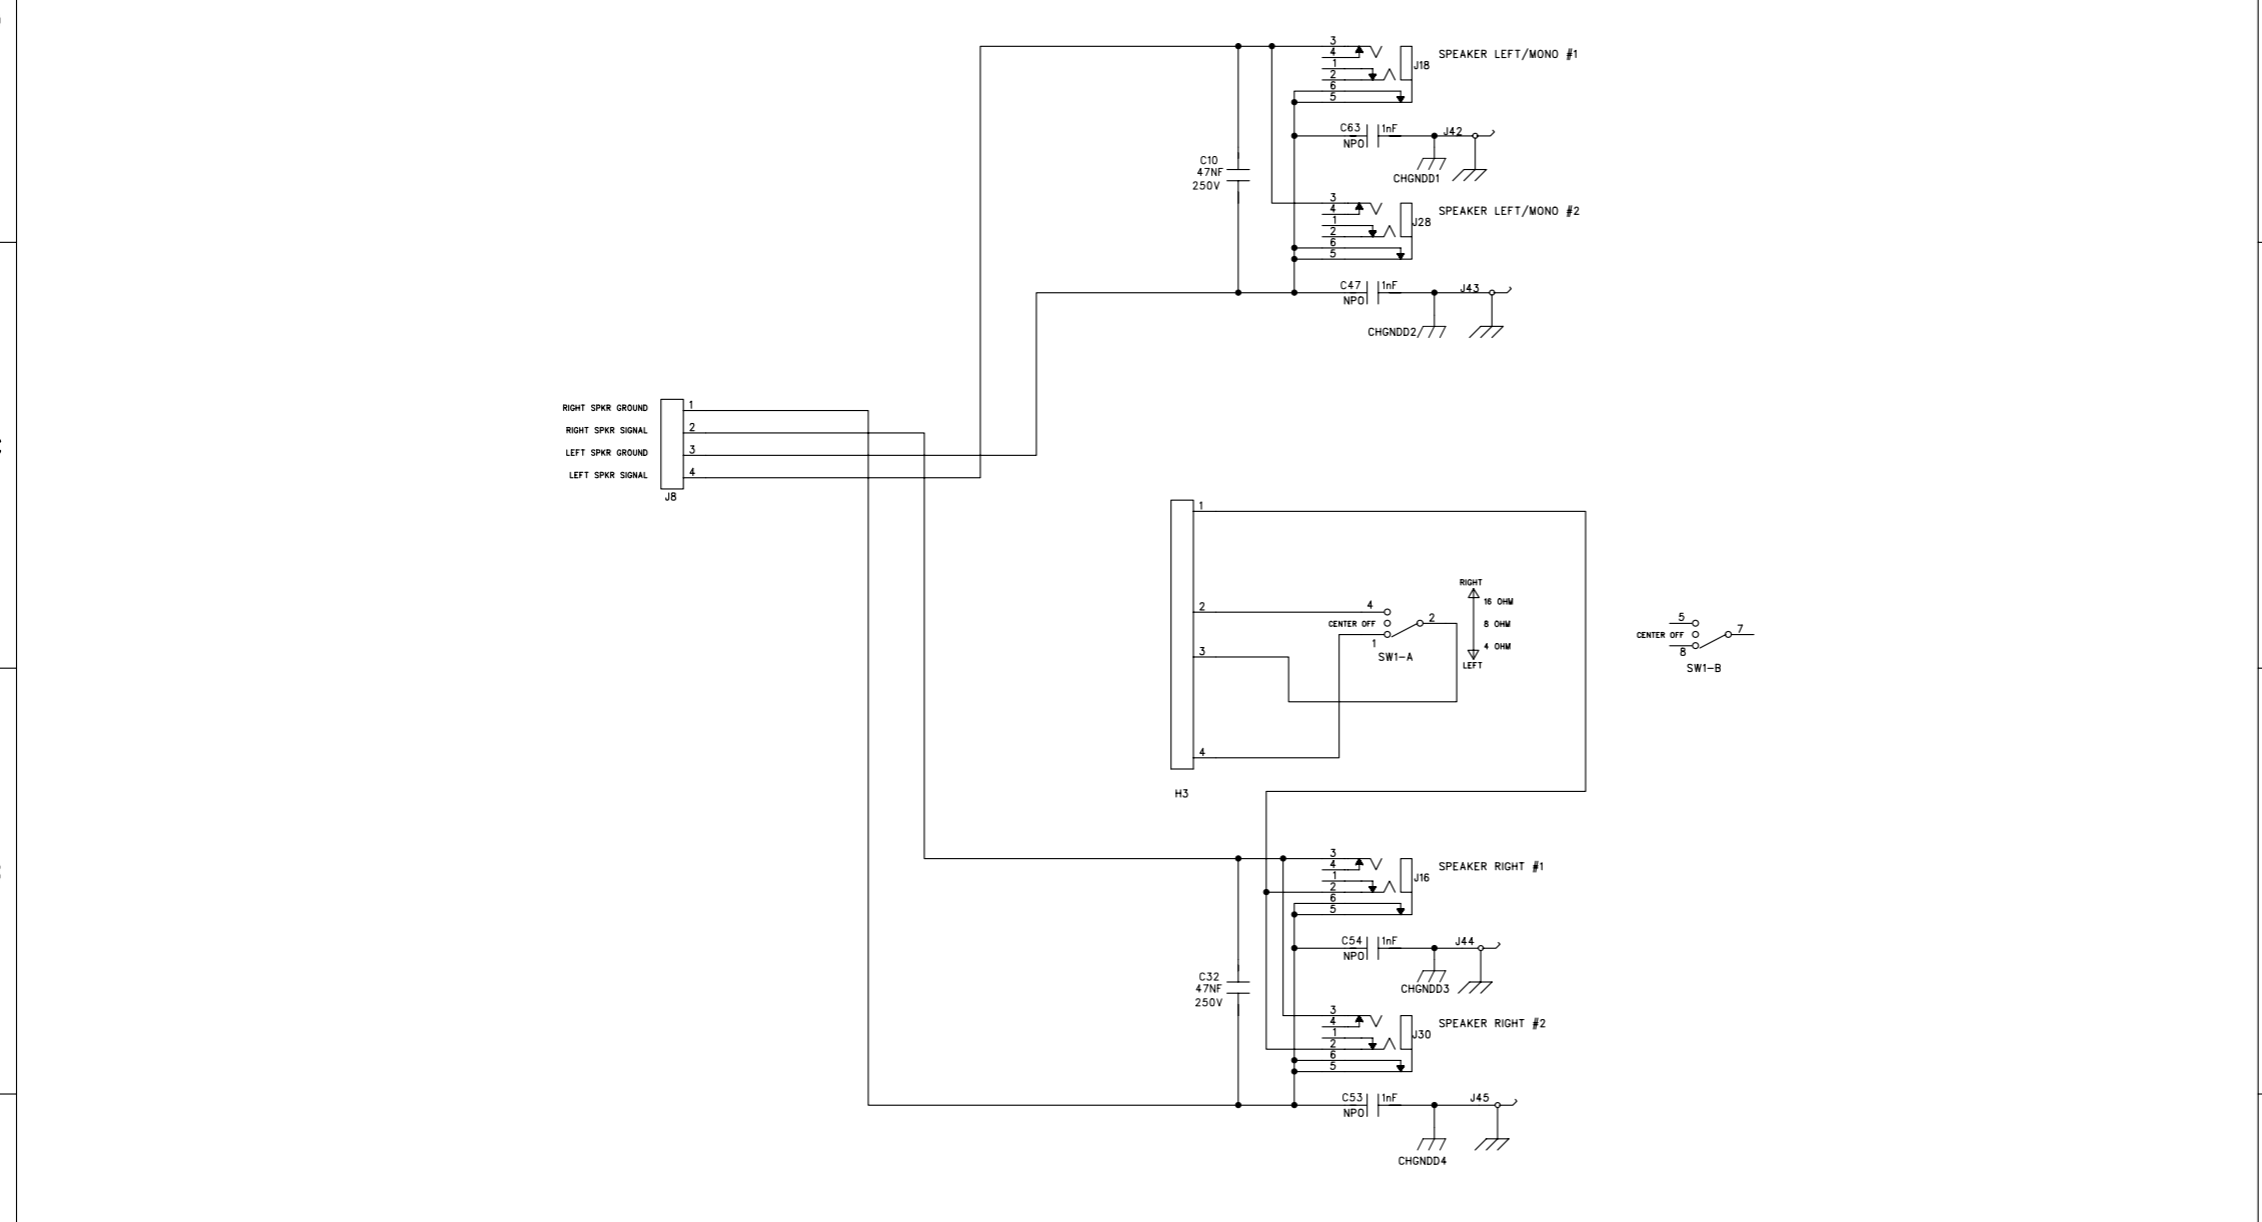 3
4
1
2
6
5
J18
SPEAKER LEFT/MONO #1
C63
1nF
NPO
J42
CHGNDD1
C10
47NF
250V
3
4
1
2
6
5
J28
SPEAKER LEFT/MONO #2
C47
1nF
NPO
J43
CHGNDD2
RIGHT SPKR GROUND
1
RIGHT SPKR SIGNAL
2
LEFT SPKR GROUND
3
LEFT SPKR SIGNAL
4
J8
1
2
3
4
H3
4
CENTER OFF
1
2
SW1-A
RIGHT
16 OHM
8 OHM
4 OHM
LEFT
5
CENTER OFF
8
7
SW1-B
3
4
1
2
6
5
J16
SPEAKER RIGHT #1
C54
1nF
NPO
J44
CHGNDD3
C32
47NF
250V
3
4
1
2
6
5
J30
SPEAKER RIGHT #2
C53
1nF
NPO
J45
CHGNDD4